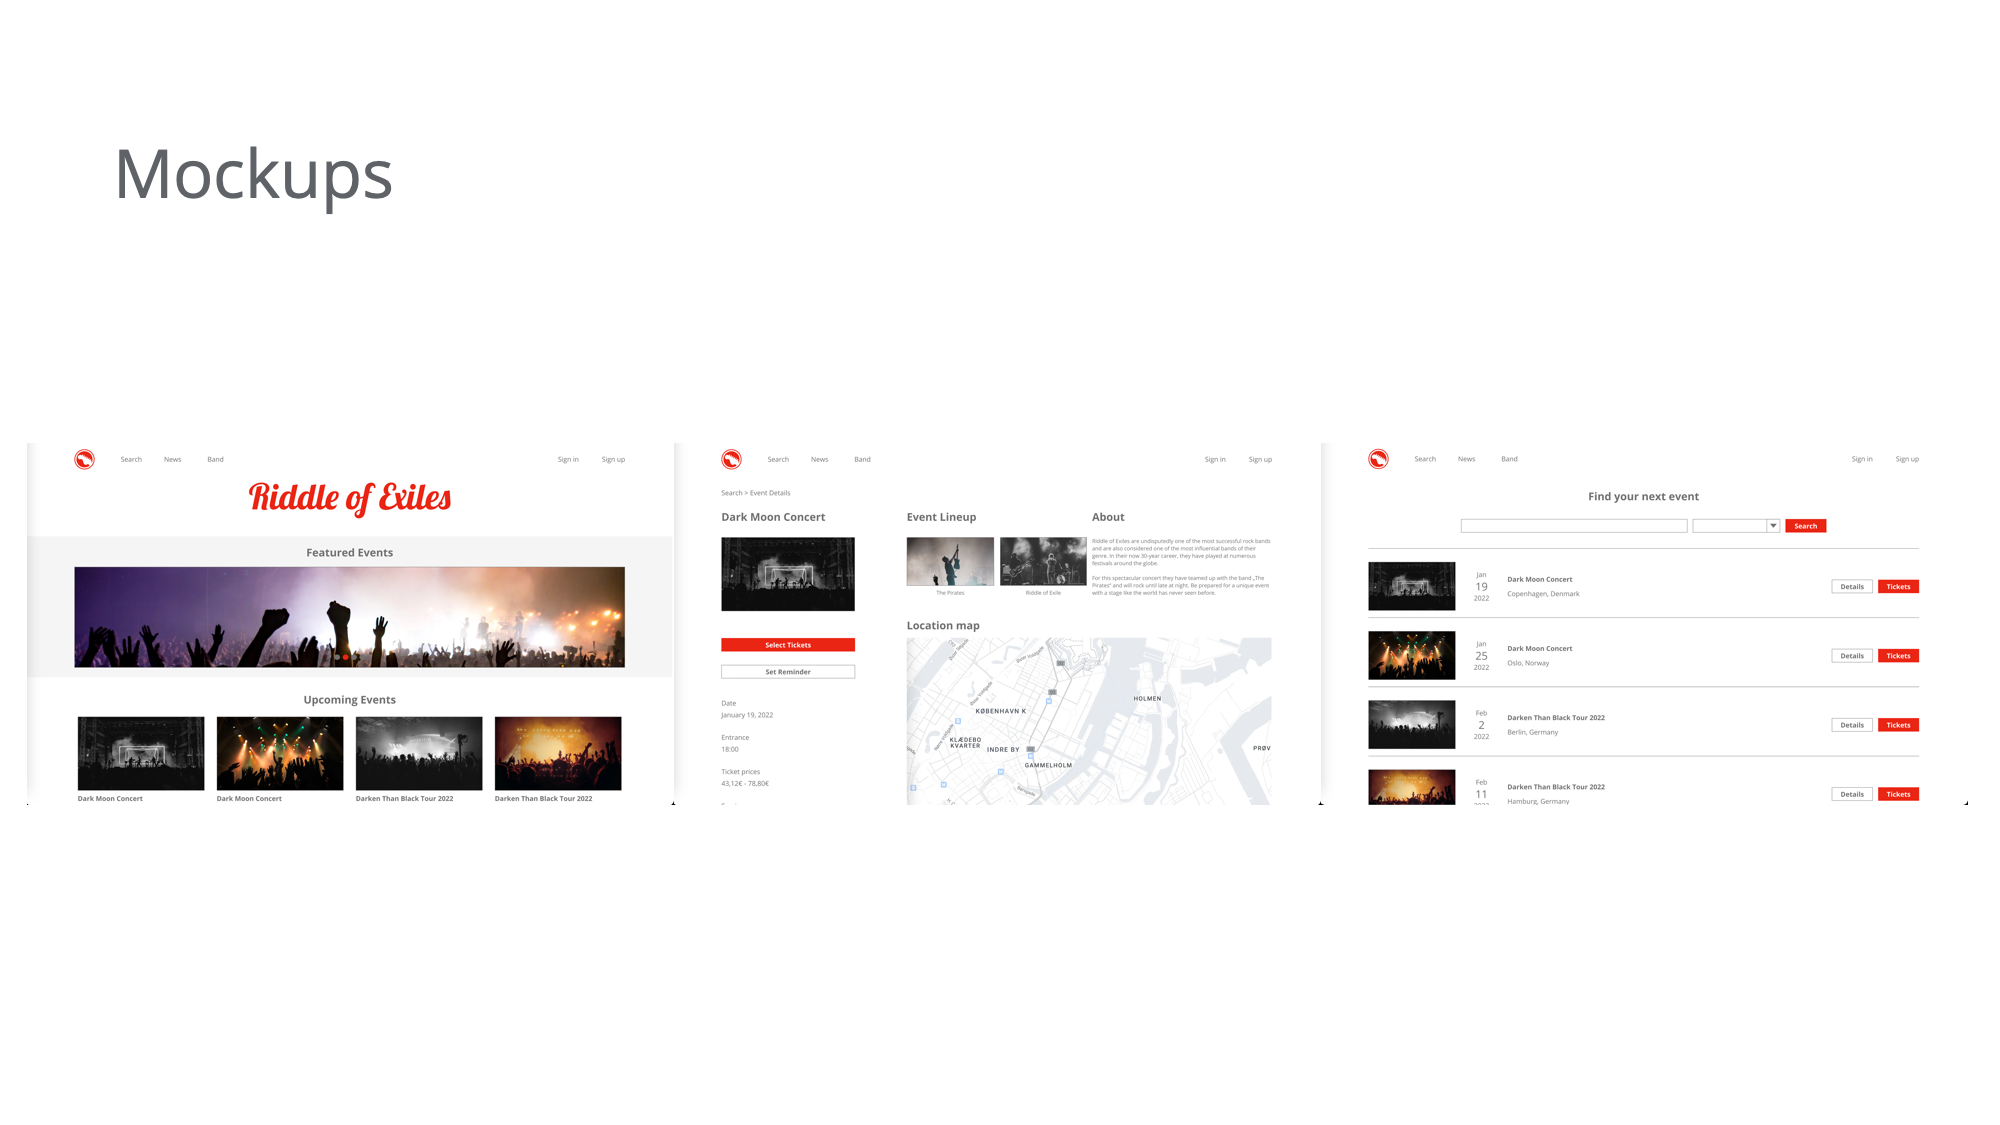 Mockups
Search News Band Sign in Sign up
Riddle of Exiles
Featured Events
Upcoming Events
Dark Moon Concert Dark Moon Concert Darken Than Black Tour 2022 Darken Than Black Tour 2022
Search News Band Sign in Sign up
Search > Event Details
Dark Moon Concert
Select Tickets
Set Reminder
Date
January 19, 2022
Entrance
18:00
Ticket prices
43,12€ - 78,80€
Event Lineup
The Pirates Riddle of Exile
About
Riddle of Exiles are undisputedly one of the most successful rock bands
and are also considered one of the most influential bands of their
genre. In their now 30-year career, they have played at numerous
festivals around the globe.
For this spectacular concert they have teamed up with the band „The
Pirates" and will rock until late at night. Be prepared for a unique event
with a stage like the world has never seen before.
Location map
HOLMEN
KØBENHAVN K
KLÆDEBO
KVARTER
INDRE BY
PRØV
GAMMELHOLM
Search News Band Sign in Sign up
Find your next event
Search
Jan
19
2022
Dark Moon Concert
Copenhagen, Denmark
Details Tickets
Jan
25
2022
Dark Moon Concert
Oslo, Norway
Details Tickets
Feb
2
2022
Darken Than Black Tour 2022
Berlin, Germany
Details Tickets
Feb
11
Darken Than Black Tour 2022
Hamburg, Germany
Details Tickets